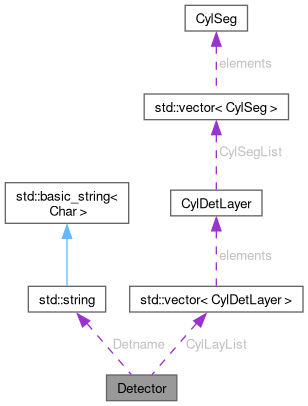 CylSeg
elements
std::vector< CylSeg >
CylSegList
std::basic_string<
Char >
CylDetLayer
elements
std::string
std::vector< CylDetLayer >
Detname
CylLayList
Detector